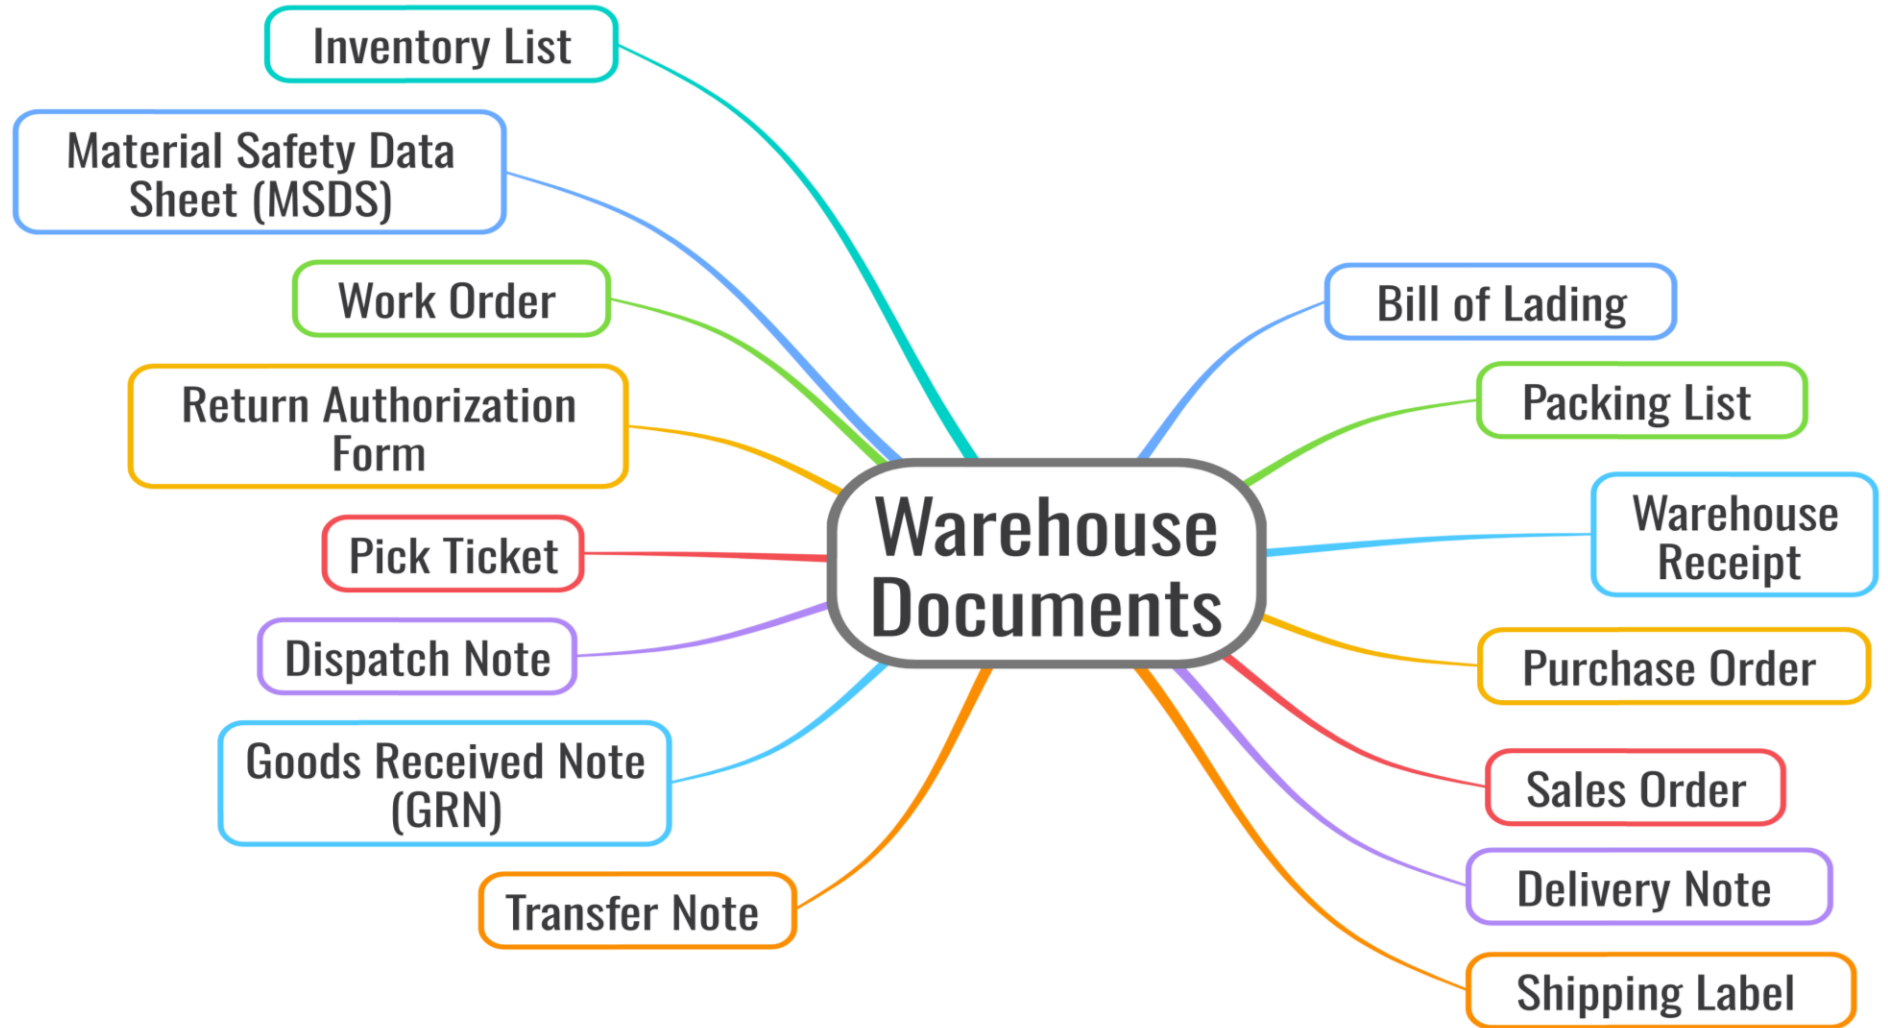 Inventory List
Material Safety Data
Sheet (MSDS)
Work Order
Return Authorization
Form
Pick Ticket
Dispatch Note
Goods Received Note
(GRN)
Transfer Note
Warehouse
Documents
Bill of Lading
Packing List
Warehouse
Receipt
Purchase Order
Sales Order
Delivery Note
Shipping Label